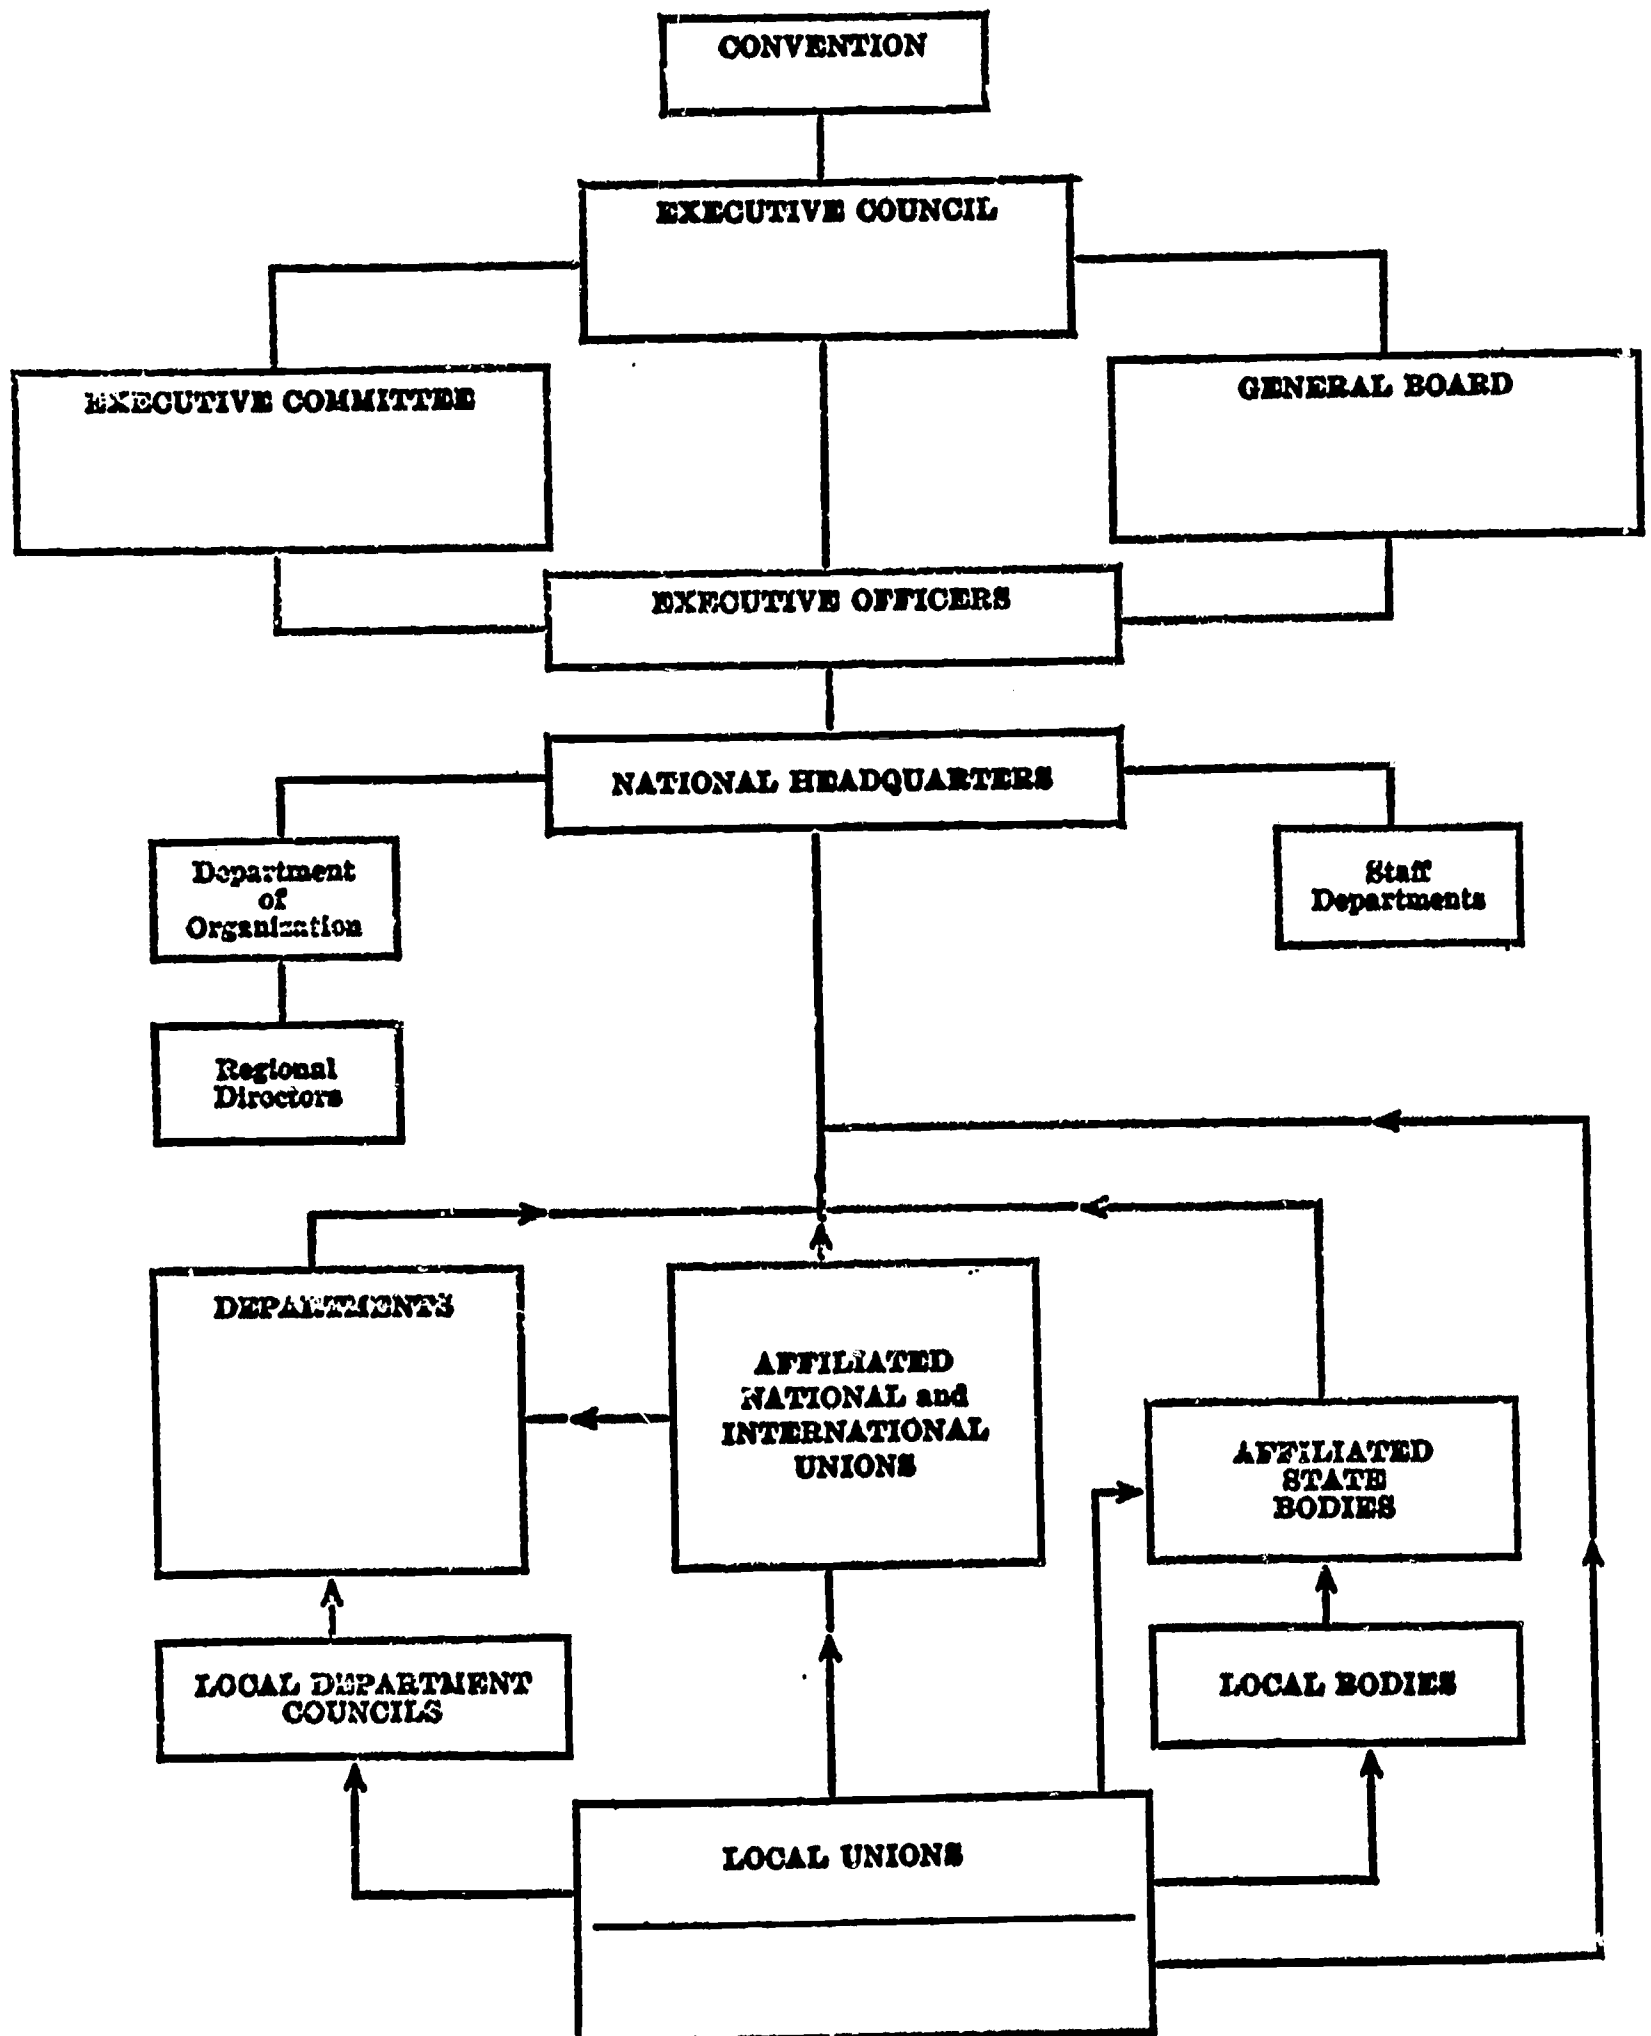 CONVENTION
EXECUTIVE COUNCIL
EXECUTIVE COMMITTEE
GENERAL BOARD
EXECUTIVE OFFICERS
NATIONAL HEADQUARTERS
Department
of
Organization
Staff
Departments
Regional
Directors
DEPARTMENTS
AFFILIATED
NATIONAL and
INTERNATIONAL
UNIONS
AFFILIATED
STATE
BODIES
LOCAL DEPARTMENT
COUNCILS
LOCAL BODIES
LOCAL UNIONS